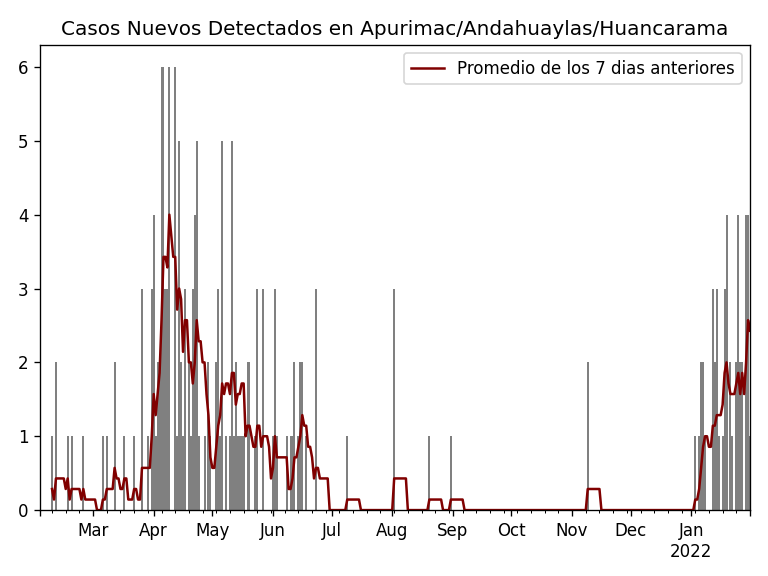 Casos Nuevos Detectados en Apurimac/Andahuaylas/Huancarama
Promedio de los 7 dias anteriores
6
5
4
3
2
1
0
Mar Apr May Jun Jul Aug Sep Oct Nov Dec Jan
2022